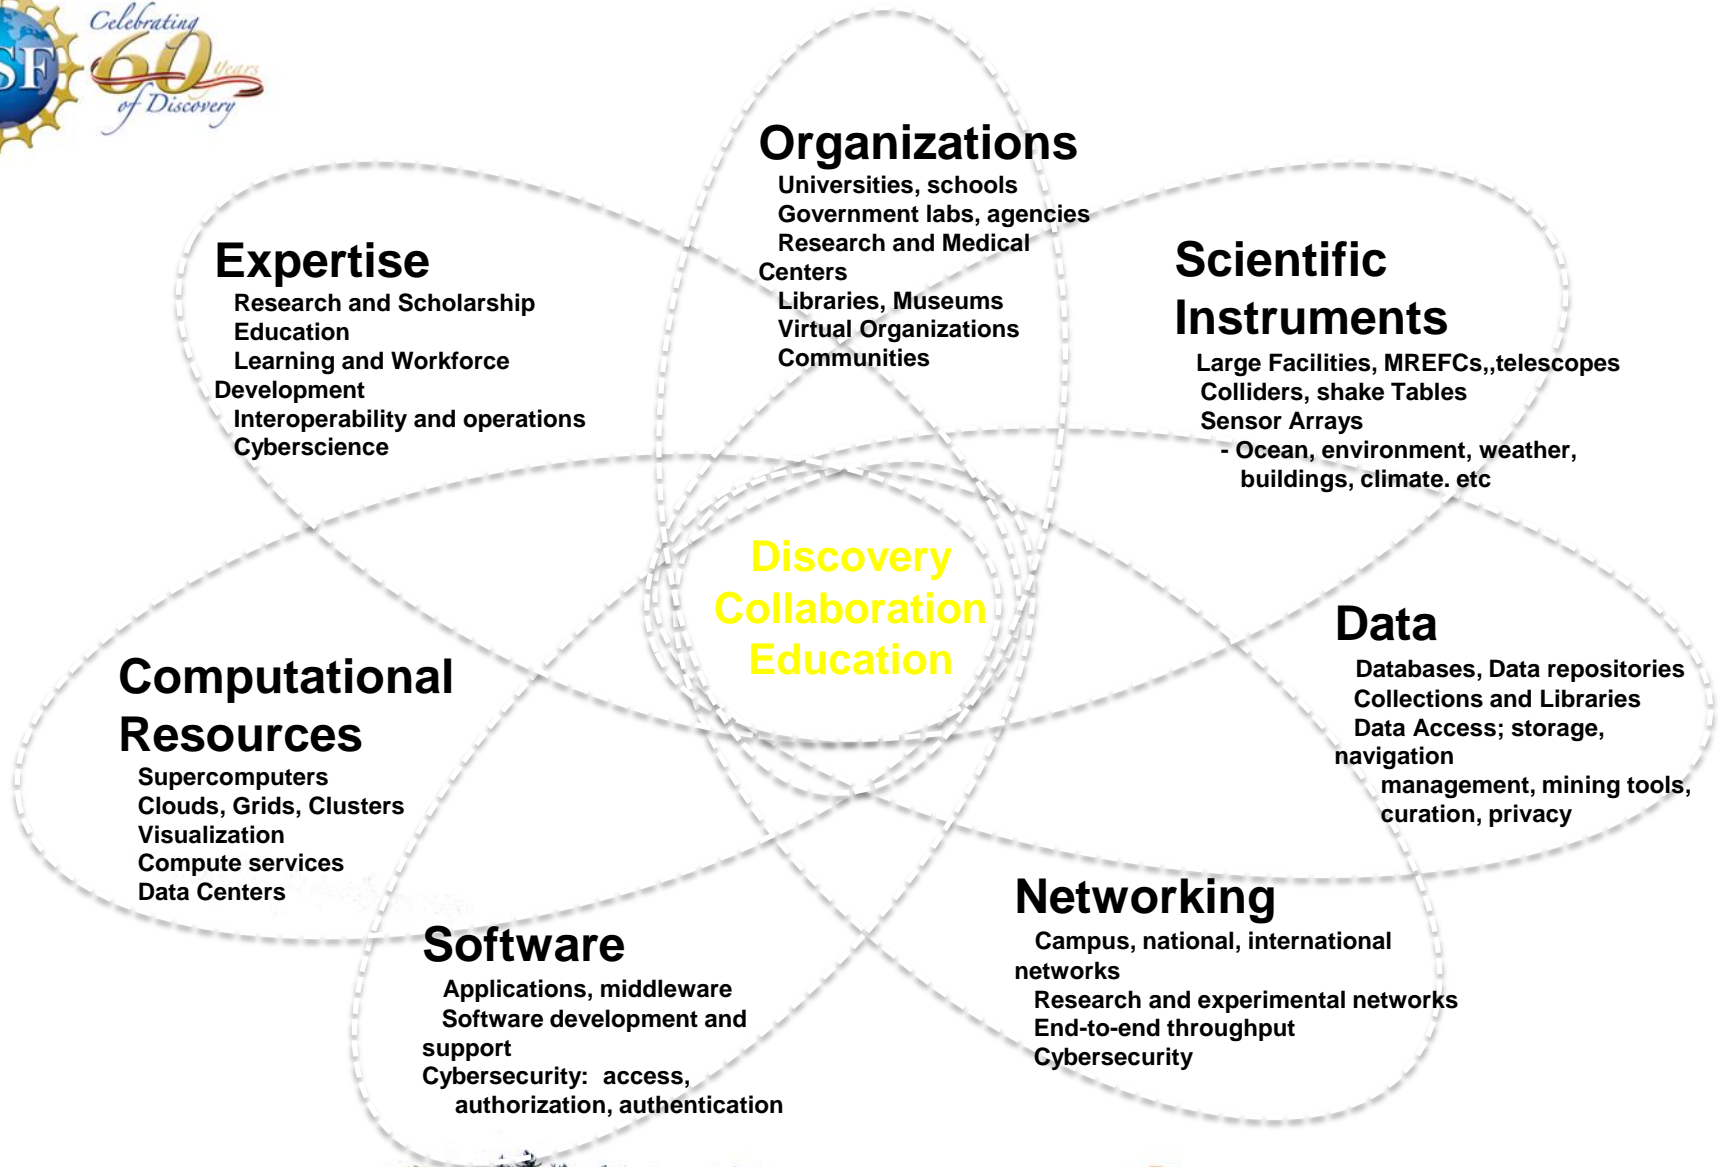 SF
Celebrating
60
Years
of Discovery
Organizations
Universities, schools
Government labs, agencies
Research and Medical
Centers
Libraries, Museums
Virtual Organizations
Communities
Expertise
Research and Scholarship
Education
Learning and Workforce
Development
Interoperability and operations
Cyberscience
Scientific
Instruments
Large Facilities, MREFCs,,telescopes
Colliders, shake Tables
Sensor Arrays
- Ocean, environment, weather,
buildings, climate. etc
Discovery
Collaboration
Education
Data
Databases, Data repositories
Collections and Libraries
Data Access; storage,
navigation
management, mining tools,
curation, privacy
Computational
Resources
Supercomputers
Clouds, Grids, Clusters
Visualization
Compute services
Data Centers
Networking
Campus, national, international
networks
Research and experimental networks
End-to-end throughput
Cybersecurity
Software
Applications, middleware
Software development and
support
Cybersecurity: access,
authorization, authentication